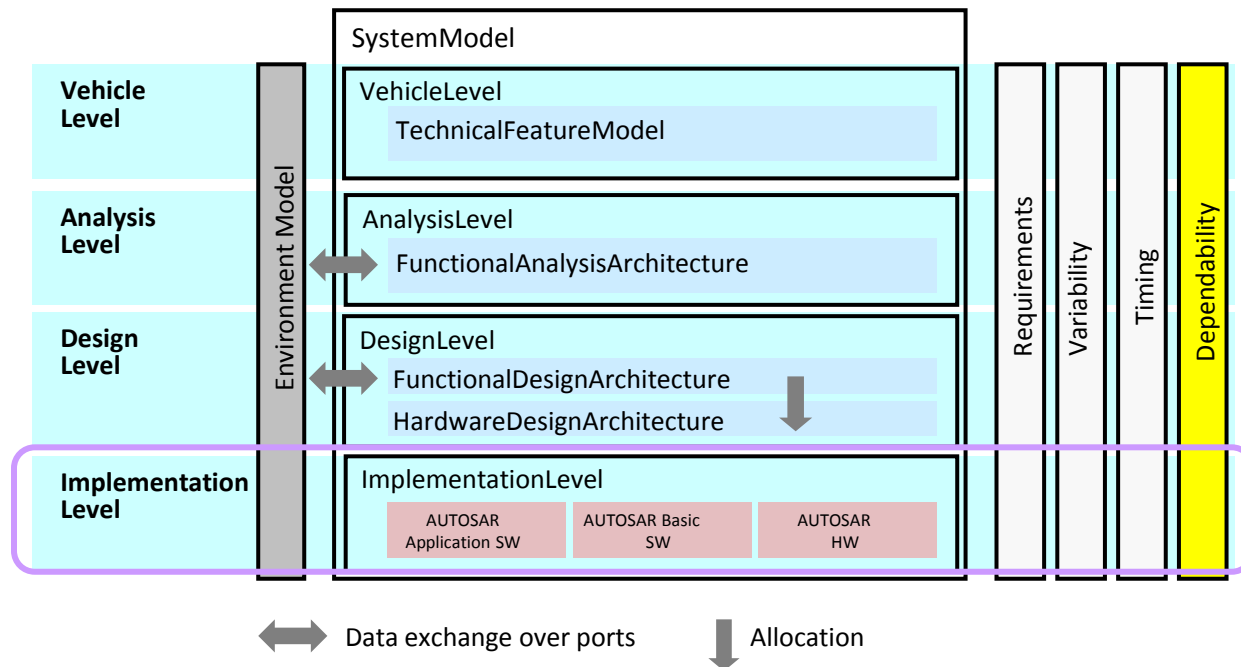 SystemModel
Vehicle
Level
VehicleLevel
TechnicalFeatureModel
Analysis
Level
AnalysisLevel
FunctionalAnalysisArchitecture
Design
Level
DesignLevel
FunctionalDesignArchitecture
HardwareDesignArchitecture
Implementation
Level
ImplementationLevel
AUTOSAR
Application SW
AUTOSAR Basic
SW
AUTOSAR
HW
Environment Model
Requirements
Variability
Timing
Dependability
Data exchange over ports
Allocation